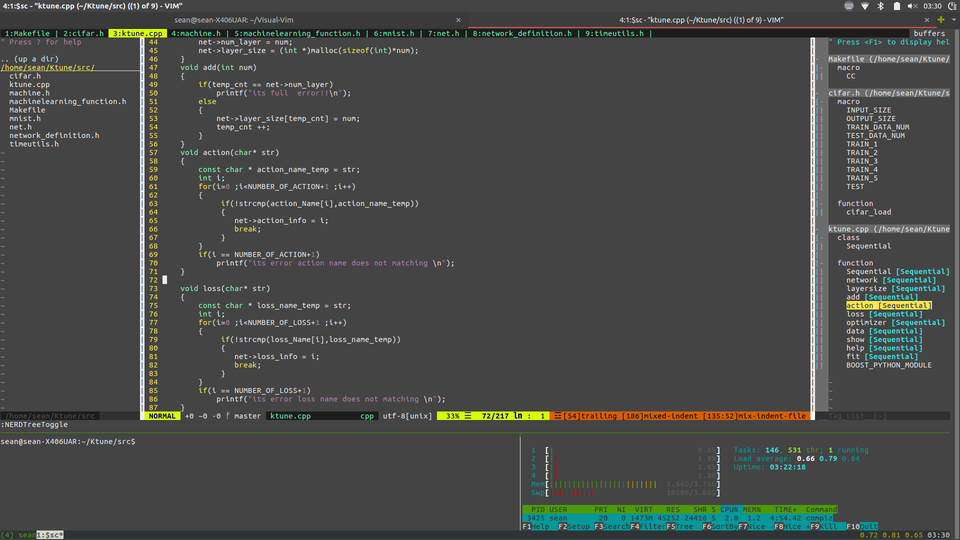 4:1:$sc - "ktune.cpp (~/Ktune/src) ((1) of 9) - VIM"
03:30
sean@sean-X406UAR: ~/Visual-Vim
4:1:$sc - "ktune.cpp (~/Ktune/src) ((1) of 9) - VIM"
1:Makefile | 2:cifar.h | 3:ktune.cpp | 4:machine.h | 5:machinelearning_function.h | 6:mnist.h | 7:net.h | 8:network_definition.h | 9:timeutils.h |
buffers
" Press ? for help
.. (up a dir)
/home/sean/Ktune/src/
cifar.h
ktune.cpp
machine.h
machinelearning_function.h
Makefile
mnist.h
net.h
network_definition.h
timeutils.h
/home/sean/Ktune/src
44 net->num_layer = num;
45 net->layer_size = (int *)malloc(sizeof(int)*num);
46 }
47 void add(int num)
48 {
49 if(temp_cnt == net->num_layer)
50 printf("its full  error!!\n");
51 else
52 {
53 net->layer_size[temp_cnt] = num;
54 temp_cnt ++;
55 }
56 }
57 void action(char* str)
58 {
59 const char * action_name_temp = str;
60 int i;
61 for(i=0 ;i<NUMBER_OF_ACTION+1 ;i++)
62 {
63 if(!strcmp(action_Name[i],action_name_temp))
64 {
65 net->action_info = i;
66 break;
67 }
68 }
69 if(i == NUMBER_OF_ACTION+1)
70 printf("its error action name does not matching \n");
71 }
72
73 void loss(char* str)
74 {
75 const char * loss_name_temp = str;
76 int i;
77 for(i=0 ;i<NUMBER_OF_LOSS+1 ;i++)
78 {
79 if(!strcmp(loss_Name[i],loss_name_temp))
80 {
81 net->loss_info = i;
82 break;
83 }
84 }
85 if(i == NUMBER_OF_LOSS+1)
86 printf("its error loss name does not matching \n");
87 }
" Press <F1> to display hel
Makefile (/home/sean/Ktune/
macro
CC
cifar.h (/home/sean/Ktune/s
macro
INPUT_SIZE
OUTPUT_SIZE
TRAIN_DATA_NUM
TEST_DATA_NUM
TRAIN_1
TRAIN_2
TRAIN_3
TRAIN_4
TRAIN_5
TEST
function
cifar_load
ktune.cpp (/home/sean/Ktune
class
Sequential
function
Sequential [Sequential]
network [Sequential]
layersize [Sequential]
add [Sequential]
action [Sequential]
loss [Sequential]
optimizer [Sequential]
data [Sequential]
show [Sequential]
help [Sequential]
fit [Sequential]
BOOST_PYTHON_MODULE
NORMAL +0 ~0 -0 master ktune.cpp cpp utf-8[unix] 33% ☰ 72/217 ln : 1 ☲ [54]trailing [186]mixed-indent [135:52]mix-indent-file
Tag_List [-]
:NERDTreeToggle
sean@sean-X406UAR:~/Ktune/src$
1 [
2 [
3 [
4 [
Mem[
Swp[
Tasks: 146, 531 thr; 1 running
Load average: 0.66 0.79 0.64
Uptime: 03:22:18
PID USER PRI NI VIRT RES SHR S CPU% MEM% TIME+ Command
3425 sean 20 0 1473M 45252 24416 S 2.0 1.2 4:54.42 compiz
F1Help F2Setup F3Search F4Filter F5Tree F6SortBy F7Nice - F8Nice + F9Kill F10Quit
(4) sean 1:$sc*
0.72 0.81 0.65 03:30